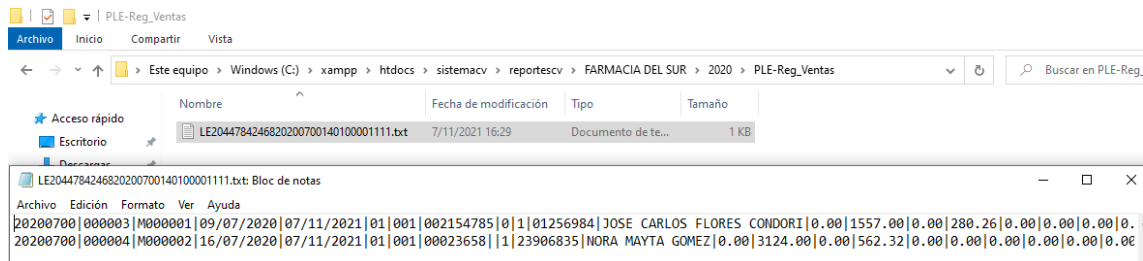 PLE-Reg_Ventas
Archivo Inicio Compartir Vista
Este equipo > Windows (C:) > xampp > htdocs > sistemacv > reportescv > FARMACIA DEL SUR > 2020 > PLE-Reg_Ventas Buscar en PLE-Reg_
Nombre Fecha de modificación Tipo Tamaño
Acceso rápido
LE2044784246820200700140100001111.txt 7/11/2021 16:29 Documento de te... 1 KB
Escritorio
Descargas
LE2044784246820200700140100001111.txt: Bloc de notas
Archivo Edición Formato Ver Ayuda
20200700|000003|M000001|09/07/2020|07/11/2021|01|001|002154785|0|1|01256984|JOSE CARLOS FLORES CONDORI|0.00|1557.00|0.00|280.26|0.00|0.00|0.00|0.
20200700|000004|M000002|16/07/2020|07/11/2021|01|001|00023658||1|23906835|NORA MAYTA GOMEZ|0.00|3124.00|0.00|562.32|0.00|0.00|0.00|0.00|0.00